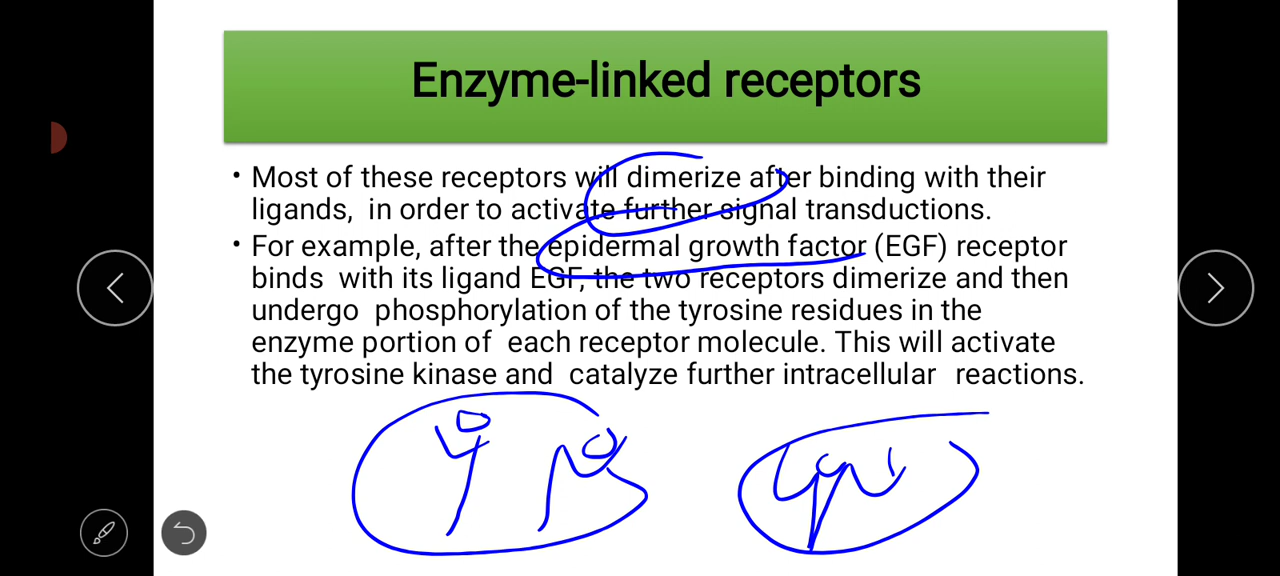 Enzyme-linked receptors
• Most of these receptors will dimerize after binding with their
ligands, in order to activate further signal transductions.
• For example, after the epidermal growth factor (EGF) receptor
binds with its ligand EGF, the two receptors dimerize and then
undergo phosphorylation of the tyrosine residues in the
enzyme portion of each receptor molecule. This will activate
the tyrosine kinase and catalyze further intracellular reactions.